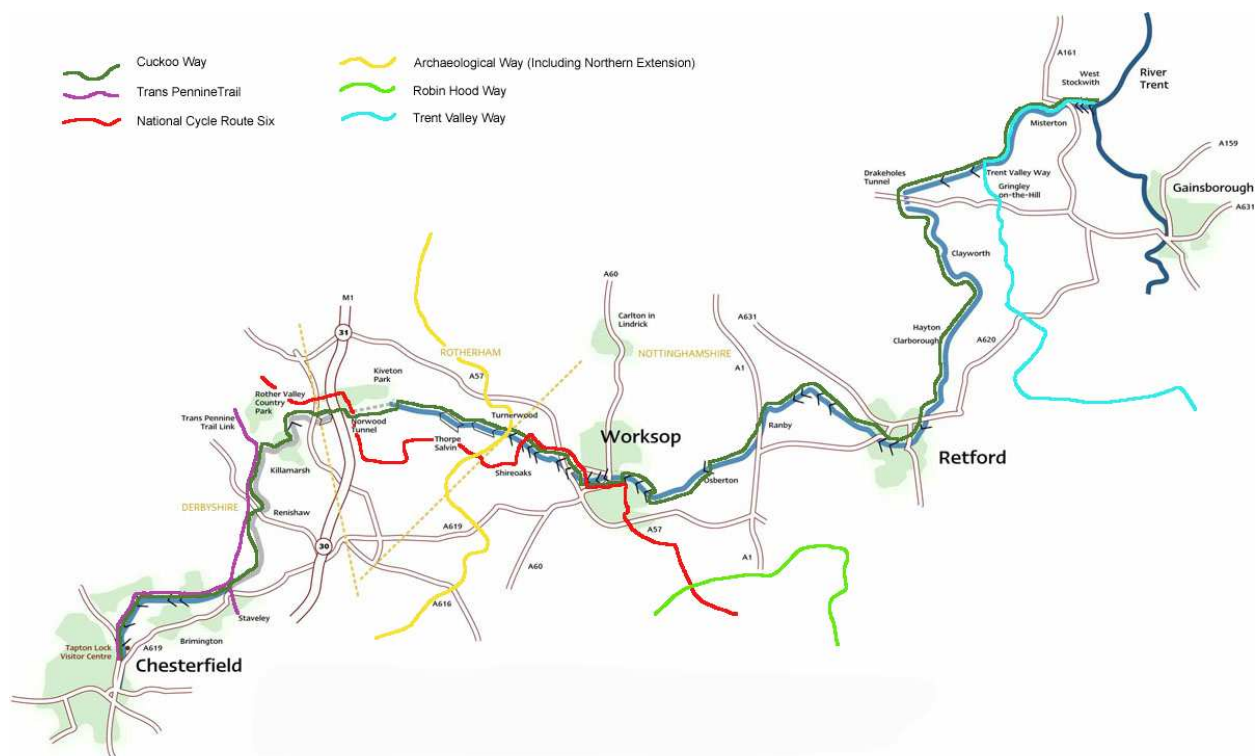 Cuckoo Way
Trans PennineTrail
National Cycle Route Six
Archaeological Way (Including Northern Extension)
Robin Hood Way
Trent Valley Way
A161
West
Stockwith
River
Trent
Misterton
A159
Drakeholes
Tunnel
Trent Valley Way
Gringley
on-the-Hill
Gainsborough
A631
Clayworth
A60
M1
Carlton in
Lindrick
A631
31
ROTHERHAM
NOTTINGHAMSHIRE
Hayton
Clarborough
A620
Kiveton
Park
A57
A1
Rother Valley
Country
Park
Trans Pennine
Trail Link
Norwood
Tunnel
Turnerwood
Thorpe
Salvin
Worksop
Ranby
Retford
Killamarsh
Shireoaks
Osberton
DERBYSHIRE
Renishaw
A619
A57
30
A60
A1
A616
Staveley
Brimington
Tapton Lock
Visitor Centre
A619
Chesterfield